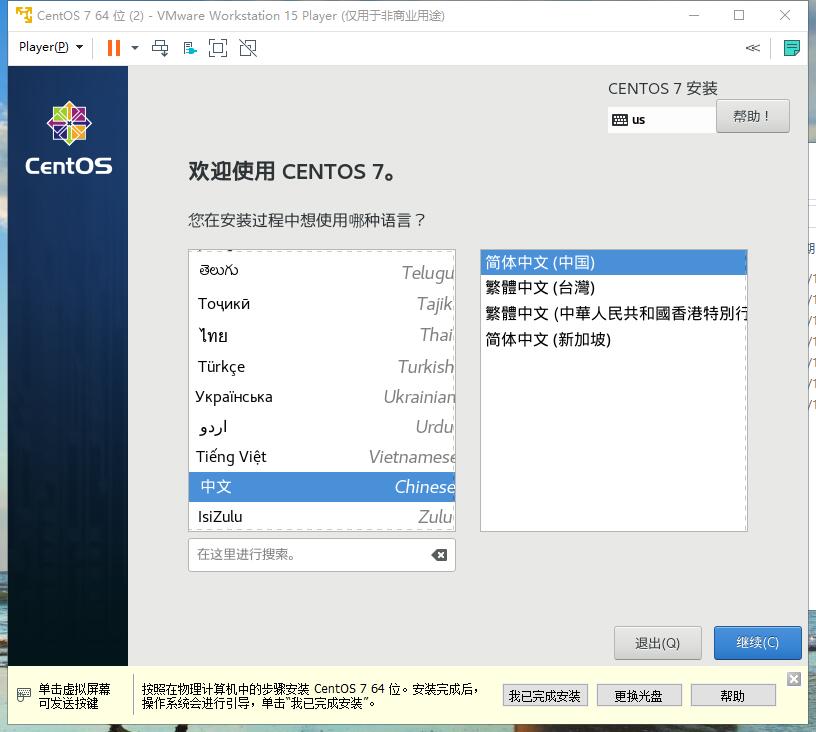 CentOS 7 64 位 (2) - VMware Workstation 15 Player (仅用于非商业用途)
Player(P)
CENTOS 7 安装
us
帮助！
CentOS
欢迎使用 CENTOS 7。
您在安装过程中想使用哪种语言？
తెలుగు Telugu
Тоҷикӣ Tajik
ไทย Thai
Türkçe Turkish
Українська Ukrainian
اردو Urdu
Tiếng Việt Vietnamese
中文 Chinese
IsiZulu Zulu
简体中文 (中国)
繁體中文 (台灣)
繁體中文 (中華人民共和國香港特別行
简体中文 (新加坡)
在这里进行搜索。
退出(Q)
继续(C)
单击虚拟屏幕
可发送按键
按照在物理计算机中的步骤安装 CentOS 7 64 位。安装完成后，
操作系统会进行引导，单击“我已完成安装”。
我已完成安装
更换光盘
帮助